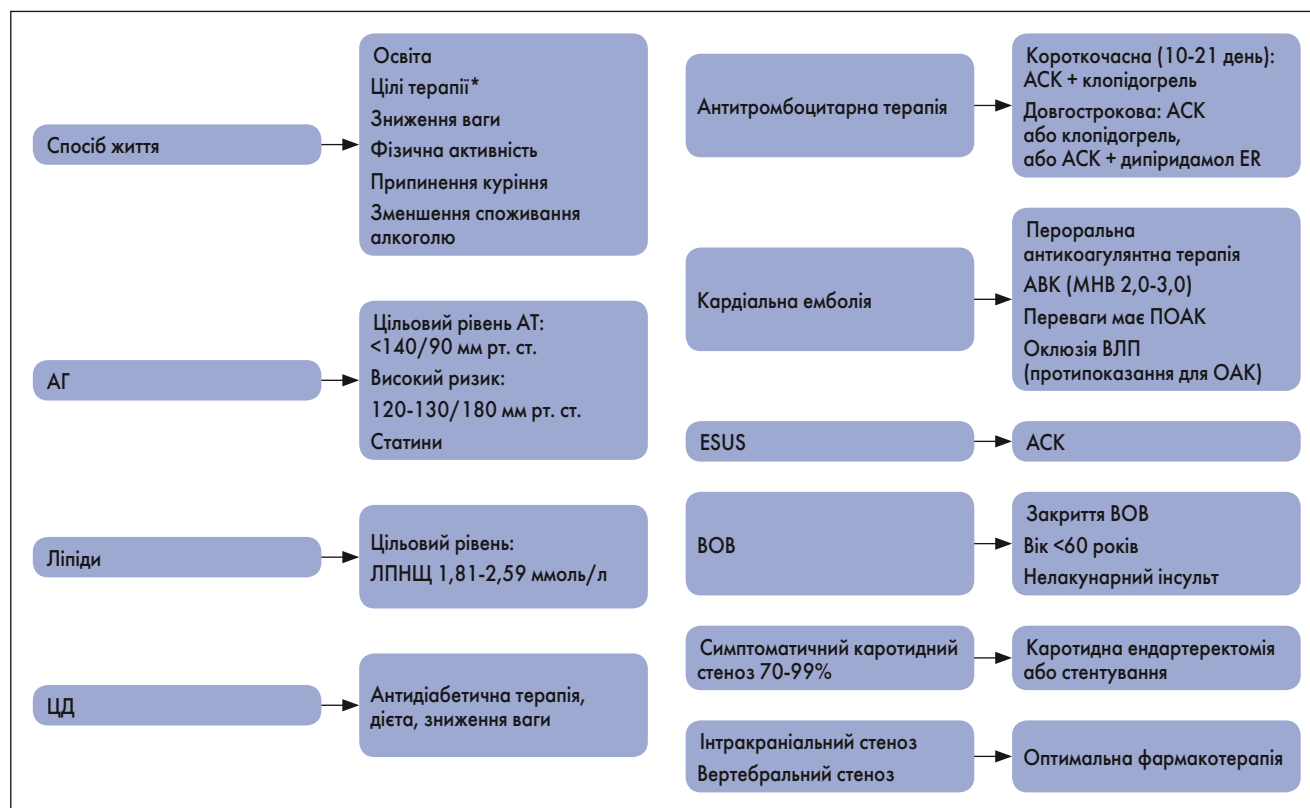 Спосіб життя
Освіта
Цілі терапії*
Зниження ваги
Фізична активність
Припинення куріння
Зменшення споживання
алкоголю
АГ
Цільовий рівень АТ:
<140/90 мм рт. ст.
Високий ризик:
120-130/180 мм рт. ст.
Статини
Ліпіди
Цільовий рівень:
ЛПНЩ 1,81-2,59 ммоль/л
ЦД
Антидіабетична терапія,
дієта, зниження ваги
Антитромбоцитарна терапія
Короткочасна (10-21 день):
АСК + клопідогрель
Довгострокова: АСК
або клопідогрель,
або АСК + дипіридамол ER
Кардіальна емболія
Пероральна
антикоагулянтна терапія
АВК (МНВ 2,0-3,0)
Переваги має ПОАК
Оклюзія ВЛП
(протипоказання для ОАК)
ESUS
АСК
ВОВ
Закриття ВОВ
Вік <60 років
Нелакунарний інсульт
Симптоматичний каротидний
стеноз 70-99%
Каротидна ендартеректомія
або стентування
Інтракраніальний стеноз
Вертебральний стеноз
Оптимальна фармакотерапія